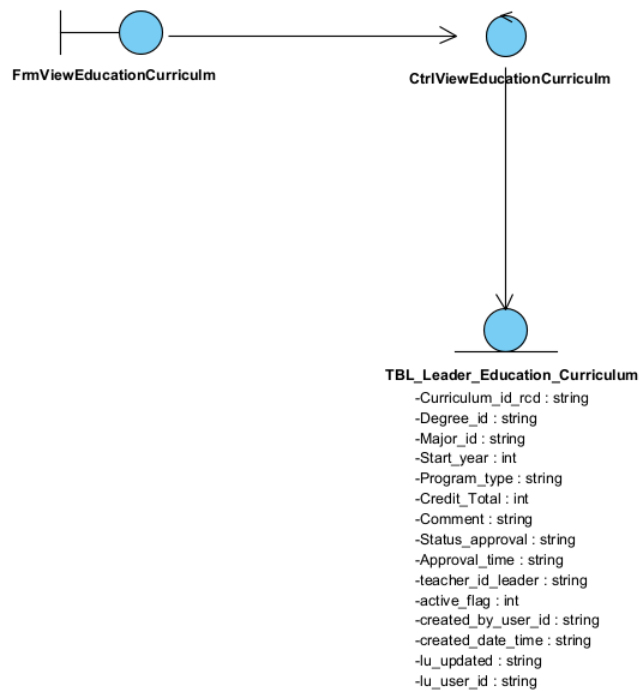 FrmViewEducationCurriculm
CtrlViewEducationCurriculm
TBL_Leader_Education_Curriculum
-Curriculum_id_rcd : string
-Degree_id : string
-Major_id : string
-Start_year : int
-Program_type : string
-Credit_Total : int
-Comment : string
-Status_approval : string
-Approval_time : string
-teacher_id_leader : string
-active_flag : int
-created_by_user_id : string
-created_date_time : string
-lu_updated : string
-lu_user_id : string